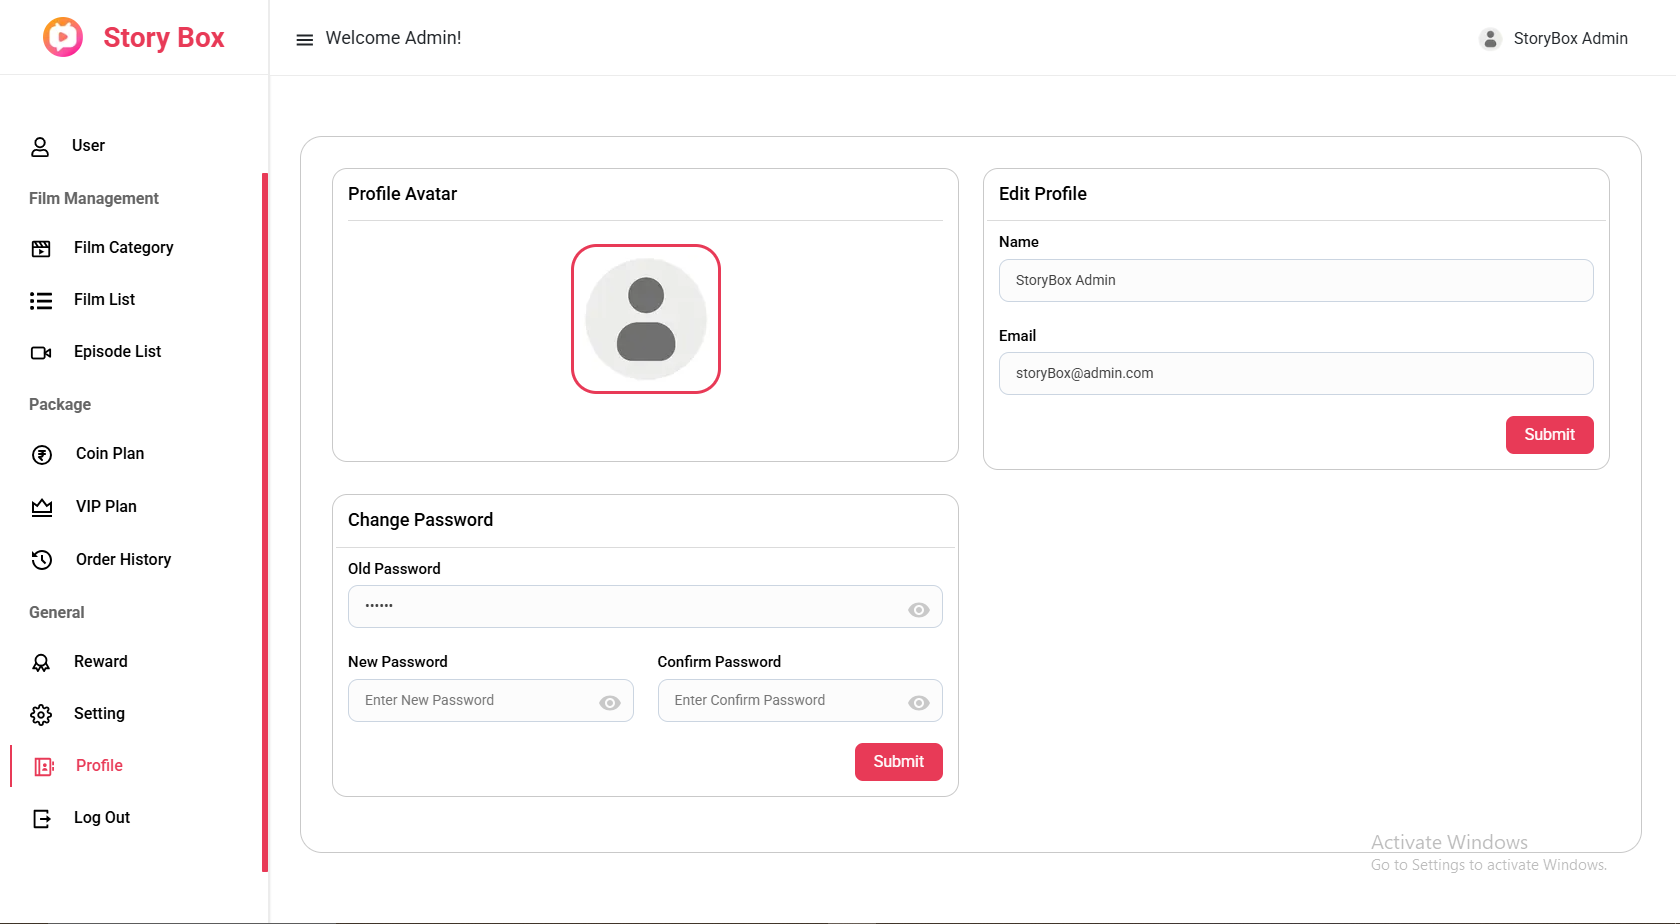 Story Box
Welcome Admin!
StoryBox Admin
User
Film Management
Film Category
Film List
Episode List
Package
Coin Plan
VIP Plan
Order History
General
Reward
Setting
Profile
Log Out
Profile Avatar
Edit Profile
Name
StoryBox Admin
Email
storyBox@admin.com
Submit
Change Password
Old Password
••••••
New Password
Confirm Password
Enter New Password
Enter Confirm Password
Submit
Activate Windows
Go to Settings to activate Windows.